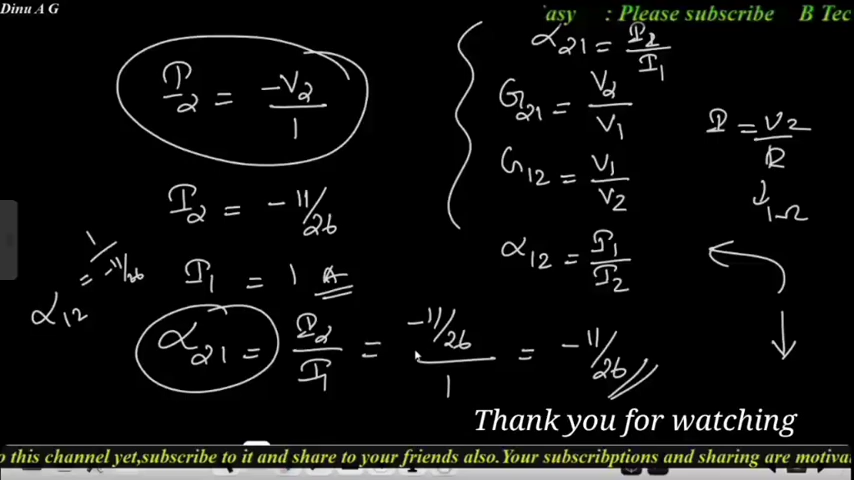 Dinu A G
asy : Please subscribe B Tec
I₂ = -V₂/1
I₂ = -11/26
I₁ = 1 A
α₁₂ = 1/-11/26
α₂₁ = I₂/I₁ = -11/26/1 = -11/26
α₂₁ = I₂/I₁
G₂₁ = V₂/V₁
G₁₂ = V₁/V₂
α₁₂ = I₁/I₂
I = V₂/R
↓
1Ω
Thank you for watching
o this channel yet,subscribe to it and share to your friends also.Your subscribptions and sharing are motiva